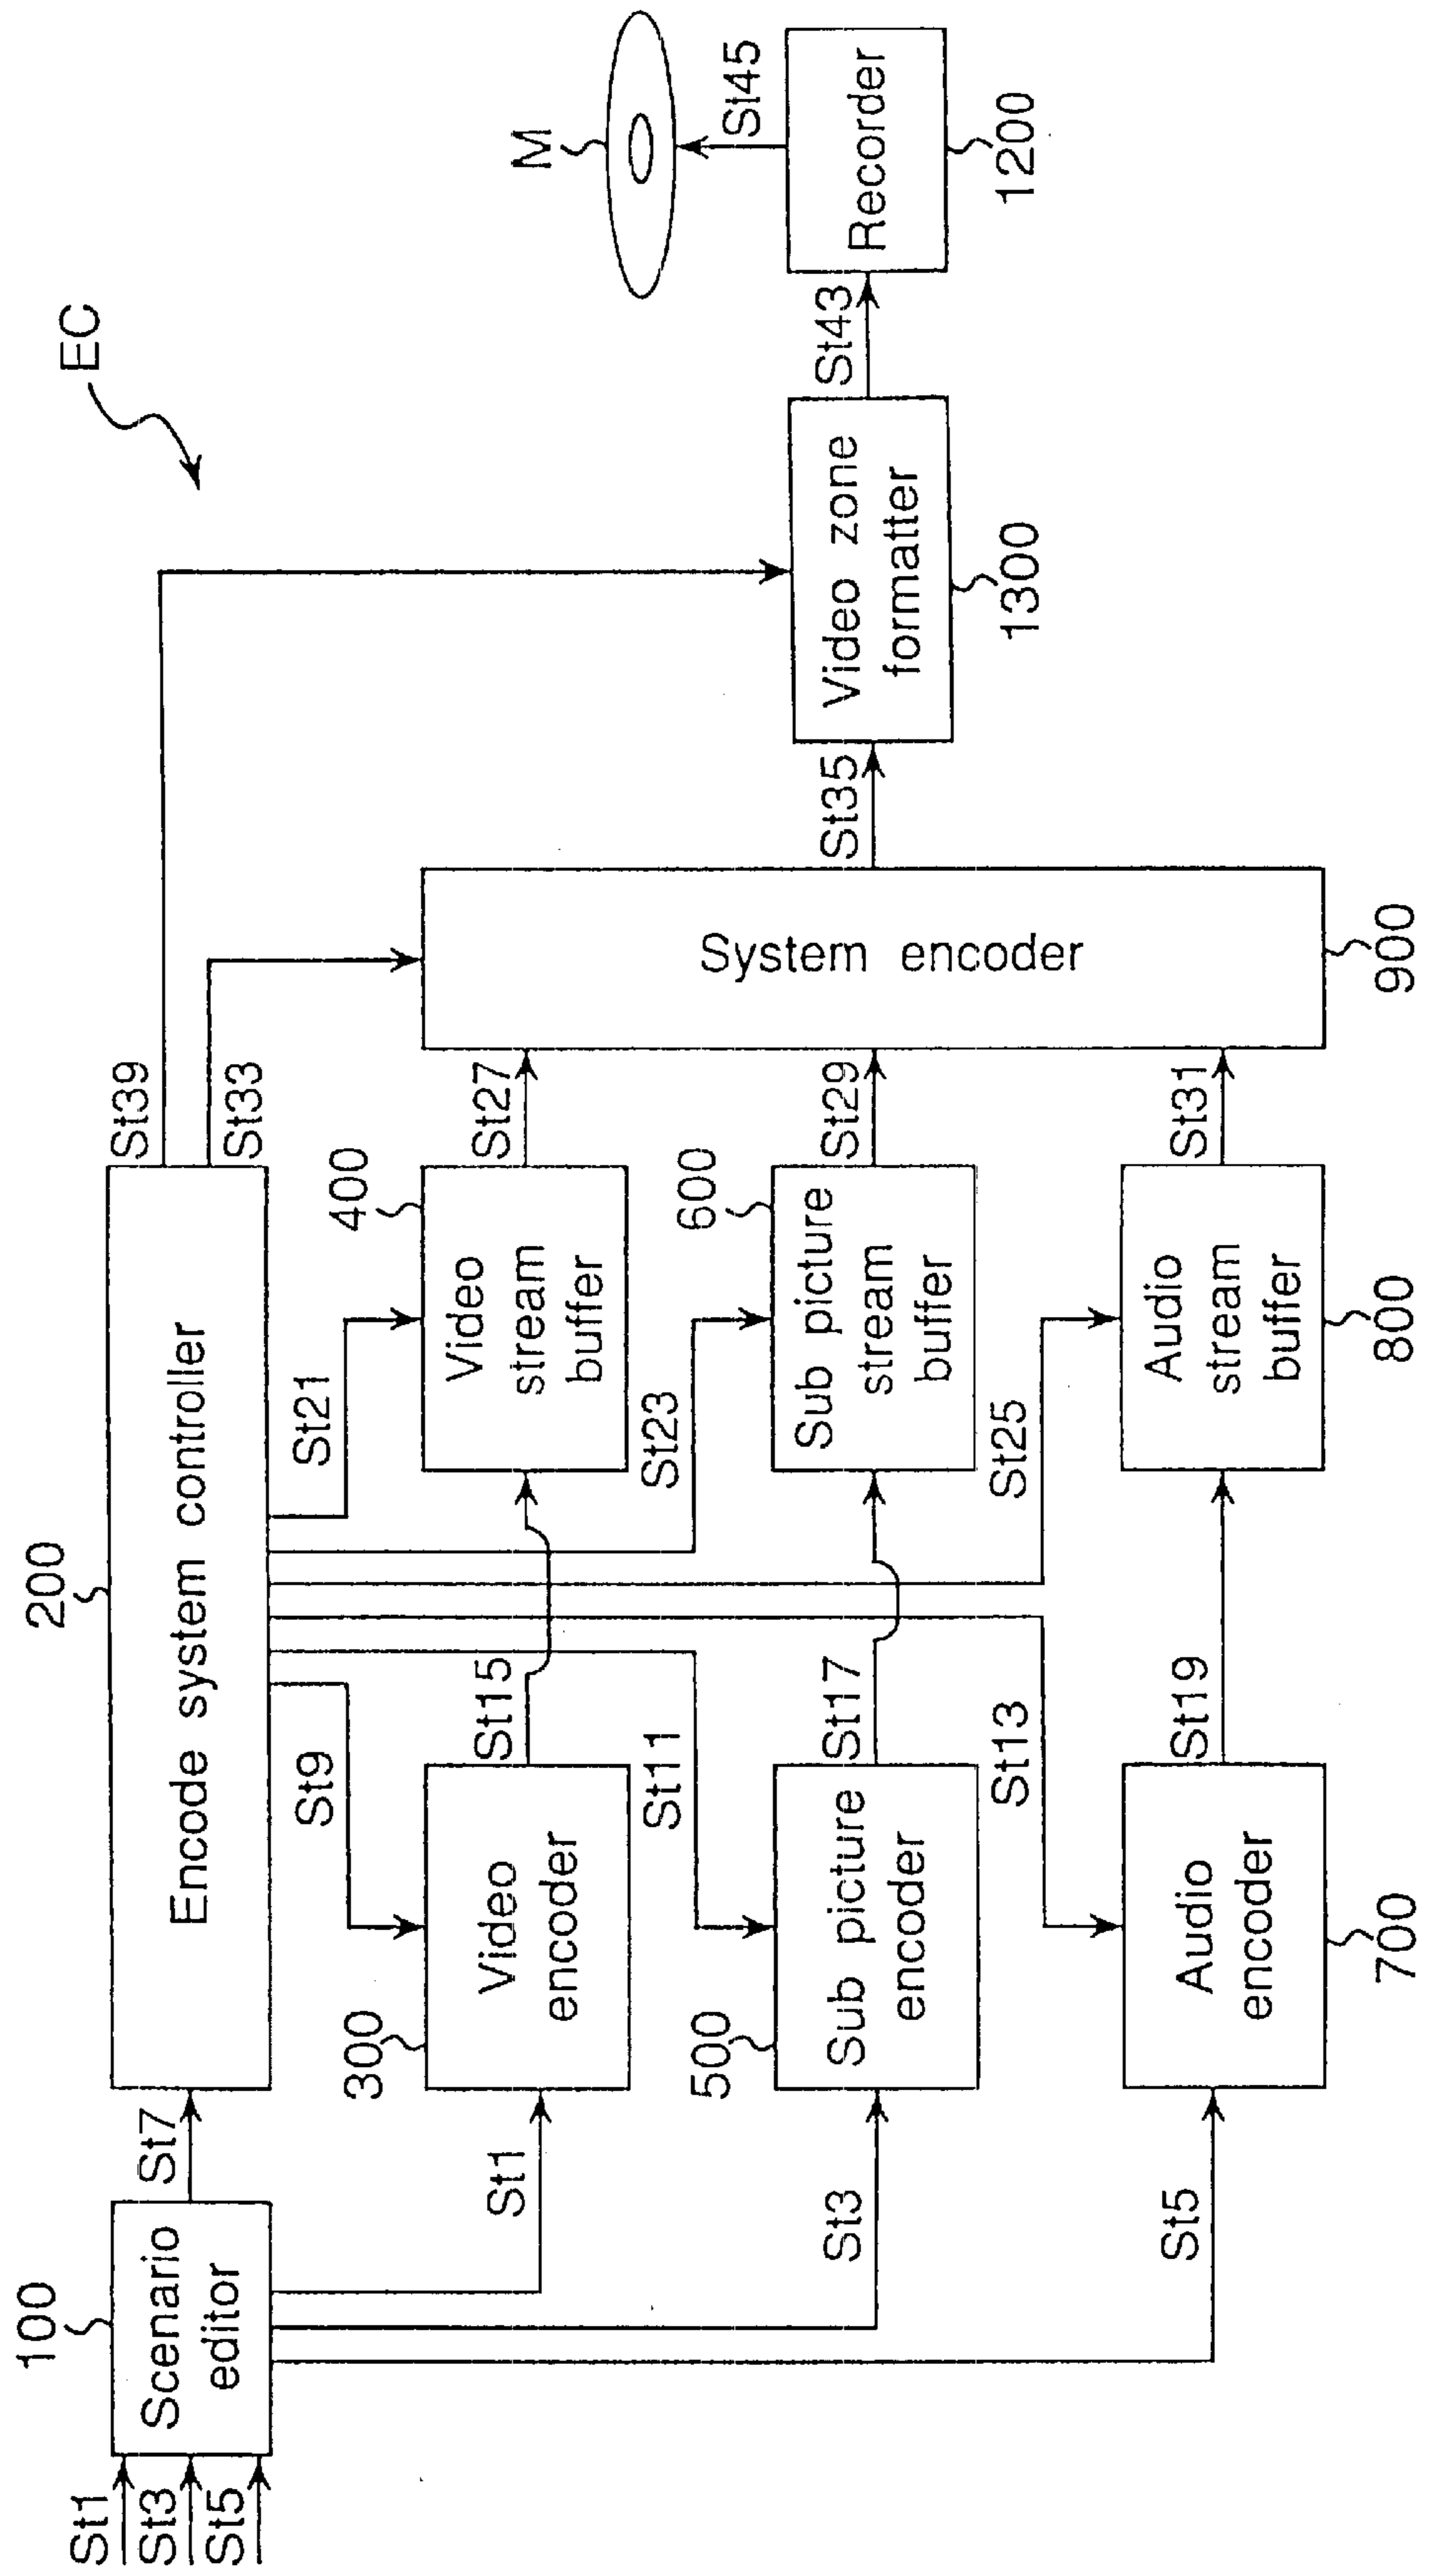 EC
St1
St3
St5
100
Scenario
editor
St7
200
Encode system controller
St39
St33
St1
St3
St5
St9
St11
St13
St21
St23
St25
300
Video
encoder
St15
400
Video
stream
buffer
St27
500
Sub picture
encoder
St17
600
Sub picture
stream
buffer
St29
700
Audio
encoder
St19
800
Audio
stream
buffer
St31
System encoder
900
St35
Video zone
formatter
1300
St43
Recorder
1200
St45
M